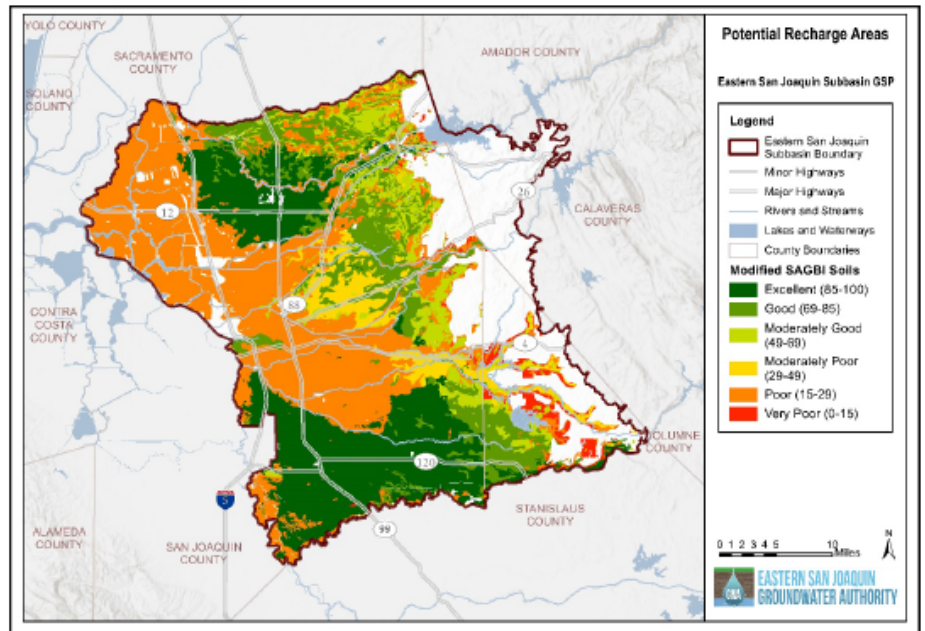 YOLO COUNTY
SACRAMENTO
COUNTY
AMADOR COUNTY
SOLANO
COUNTY
26
12
CALAVERAS
COUNTY
CONTRA
COSTA
COUNTY
88
4
TUOLUMNE
COUNTY
120
5
STANISLAUS
COUNTY
99
ALAMEDA
COUNTY
SAN JOAQUIN
COUNTY
Potential Recharge Areas
Eastern San Joaquin Subbasin GSP
Legend
Eastern San Joaquin
Subbasin Boundary
Minor Highways
Major Highways
Rivers and Streams
Lakes and Waterways
County Boundaries
Modified SAGBI Soils
Excellent (85-100)
Good (69-85)
Moderately Good
(49-69)
Moderately Poor
(29-49)
Poor (15-29)
Very Poor (0-15)
N
0 1 2 3 4 5 10
Miles
GWA
EASTERN SAN JOAQUIN
GROUNDWATER AUTHORITY